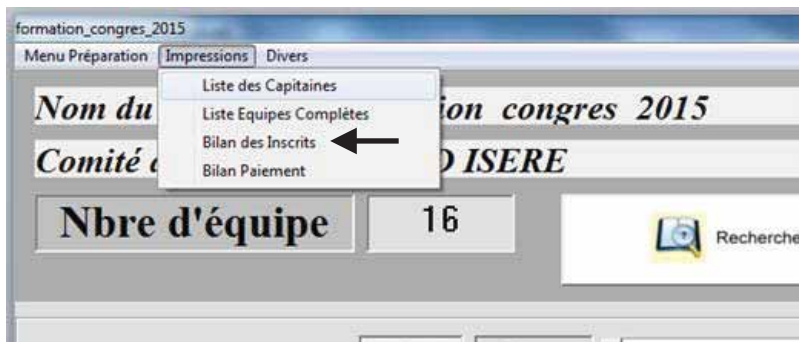 formation_congres_2015
Menu Préparation Impressions Divers
Liste des Capitaines
Nom du ion congres 2015
Liste Equipes Complètes
Bilan des Inscrits
Comité ISERE
Bilan Paiement
Nbre d'équipe 16
Recherche